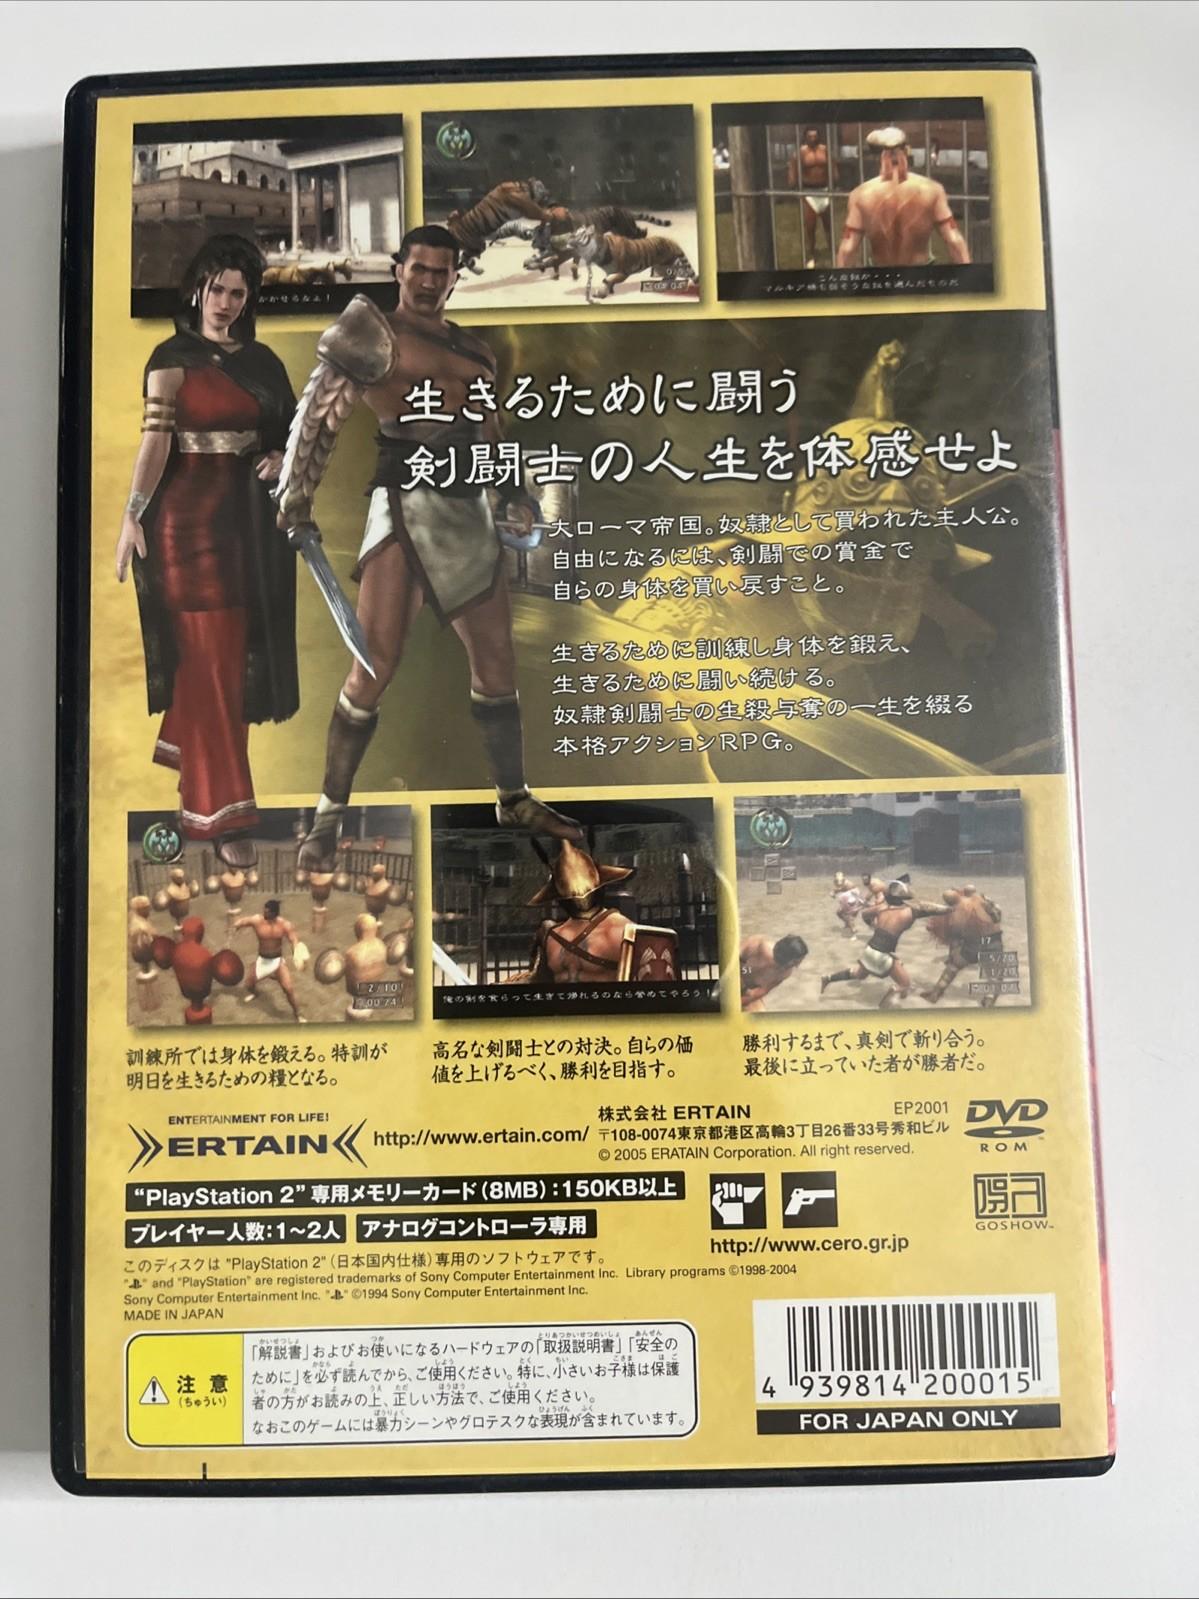 かからなよ！
こんな奴が・・・
マルキア様も酷そうな奴を選んだものだ
生きるために闘う
剣闘士の人生を体感せよ
大ローマ帝国。奴隷として買われた主人公。
自由になるには、剣闘での賞金で
自らの身体を買い戻すこと。
生きるために訓練し身体を鍛え、
生きるために闘い続ける。
奴隷剣闘士の生殺与奪の一生を綴る
本格アクションRPG。
2/10
00'24
俺の剣を食らって生きて帰れるのなら誉めてやろう！
51
17
5/20
1/20
01'02
訓練所では身体を鍛える。特訓が
明日を生きるための糧となる。
高名な剣闘士との対決。自らの価
値を上げるべく、勝利を目指す。
勝利するまで、真剣で斬り合う。
最後に立っていた者が勝者だ。
ENTERTAINMENT FOR LIFE!
ERTAIN
http://www.ertain.com/
株式会社 ERTAIN
EP2001
〒108-0074東京都港区高輪3丁目26番33号秀和ビル
© 2005 ERATAIN Corporation. All right reserved.
DVD
ROM
"PlayStation 2"専用メモリーカード(8MB):150KB以上
プレイヤー人数:1～2人
アナログコントローラ専用
http://www.cero.gr.jp
GOSHOW™
このディスクは "PlayStation 2"(日本国内仕様)専用のソフトウェアです。
" " and "PlayStation" are registered trademarks of Sony Computer Entertainment Inc. Library programs ©1998-2004
Sony Computer Entertainment Inc. " " ©1994 Sony Computer Entertainment Inc.
MADE IN JAPAN
注意
(ちゅうい)
「解説書」およびお使いになるハードウェアの「取扱説明書」「安全の
ために」を必ず読んでから、ご使用ください。特に、小さいお子様は保護
者の方がお読みの上、正しい方法で、ご使用ください。
なおこのゲームには暴力シーンやグロテスクな表現が含まれています。
4 939814 200015
FOR JAPAN ONLY